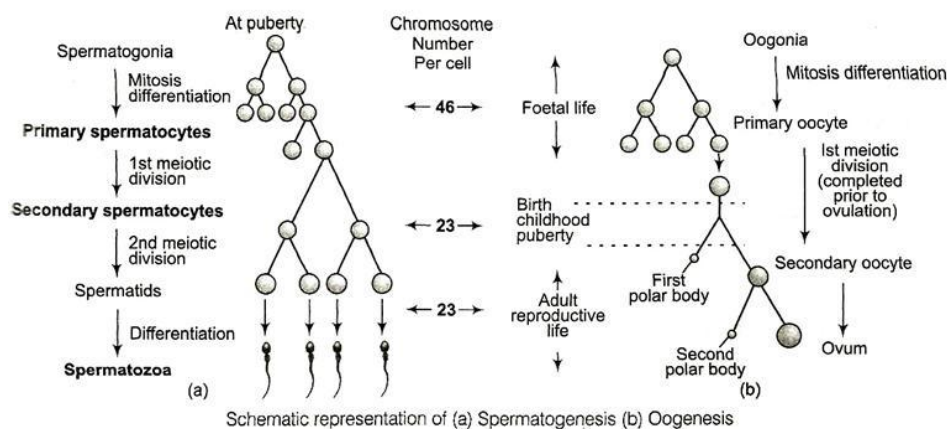 At puberty
Chromosome
Number
Per cell
Spermatogonia
Mitosis
differentiation
Primary spermatocytes
1st meiotic
division
Secondary spermatocytes
2nd meiotic
division
Spermatids
Differentiation
Spermatozoa
(a)
46
23
23
Foetal life
Birth
childhood
puberty
Adult
reproductive
life
Oogonia
Mitosis differentiation
Primary oocyte
Ist meiotic
division
(completed
prior to
ovulation)
Secondary oocyte
First
polar body
Second
polar body
Ovum
(b)
Schematic representation of (a) Spermatogenesis (b) Oogenesis